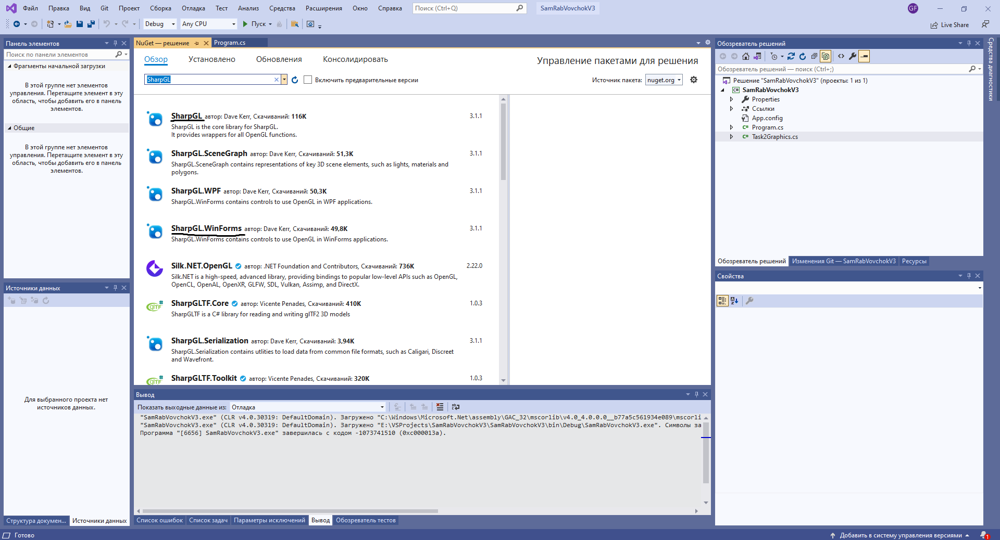 Файл Правка Вид Git Проект Сборка Отладка Тест Анализ Средства Расширения Окно Справка Поиск (Ctrl+Q) SamRabVovchokV3 GF
Debug Any CPU Пуск Live Share
Панель элементов
Поиск по панели элементов
Фрагменты начальной загрузки
В этой группе нет элементов
управления. Перетащите элемент в эту
область, чтобы добавить его в панель
элементов.
Общие
В этой группе нет элементов
управления. Перетащите элемент в эту
область, чтобы добавить его в панель
элементов.
Источники данных
Для выбранного проекта нет
источников данных.
Структура докумен... Источники данных
NuGet — решение Program.cs
Обзор Установлено Обновления Консолидировать Управление пакетами для решения
SharpGL Включить предварительные версии Источник пакета: nuget.org
SharpGL автор: Dave Kerr, Скачиваний: 116K 3.1.1
SharpGL is the core library for SharpGL.
It provides wrappers for all OpenGL functions.
SharpGL.SceneGraph автор: Dave Kerr, Скачиваний: 51,3K 3.1.1
SharpGL.SceneGraph contains representations of key 3D scene elements, such as lights, materials and
polygons.
SharpGL.WPF автор: Dave Kerr, Скачиваний: 50,3K 3.1.1
SharpGL.WinForms contains controls to use OpenGL in WPF applications.
SharpGL.WinForms автор: Dave Kerr, Скачиваний: 49,8K 3.1.1
SharpGL.WinForms contains controls to use OpenGL in WinForms applications.
Silk.NET.OpenGL автор: .NET Foundation and Contributors, Скачиваний: 736K 2.22.0
Silk.NET is a high-speed, advanced library, providing bindings to popular low-level APIs such as OpenGL,
OpenCL, OpenAL, OpenXR, GLFW, SDL, Vulkan, Assimp, and DirectX.
SharpGLTF.Core автор: Vicente Penades, Скачиваний: 410K 1.0.3
SharpGLTF is a C# library for reading and writing glTF2 3D models
SharpGL.Serialization автор: Dave Kerr, Скачиваний: 3,94K 3.1.1
SharpGL.Serialization contains utlities to load data from common file formats, such as Caligari, Discreet
and Wavefront.
SharpGLTF.Toolkit автор: Vicente Penades, Скачиваний: 320K 1.0.3
Вывод
Показать выходные данные из: Отладка
"SamRabVovchokV3.exe" (CLR v4.0.30319: DefaultDomain). Загружено "C:\Windows\Microsoft.Net\assembly\GAC_32\mscorlib\v4.0_4.0.0.0__b77a5c561934e089\mscorli
"SamRabVovchokV3.exe" (CLR v4.0.30319: DefaultDomain). Загружено "E:\VSProjects\SamRabVovchokV3\SamRabVovchokV3\bin\Debug\SamRabVovchokV3.exe". Символы за
Программа "[6656] SamRabVovchokV3.exe" завершилась с кодом -1073741510 (0xc000013a).
Список ошибок Список задач Параметры исключений Вывод Обозреватель тестов
Обозреватель решений
Обозреватель решений — поиск (Ctrl+;)
Решение "SamRabVovchokV3" (проекты: 1 из 1)
C# SamRabVovchokV3
Properties
Ссылки
App.config
C# Program.cs
C# Task2Graphics.cs
Обозреватель решений Изменения Git — SamRabVovchokV3 Ресурсы
Свойства
Средства диагностики
Готово Добавить в систему управления версиями 1